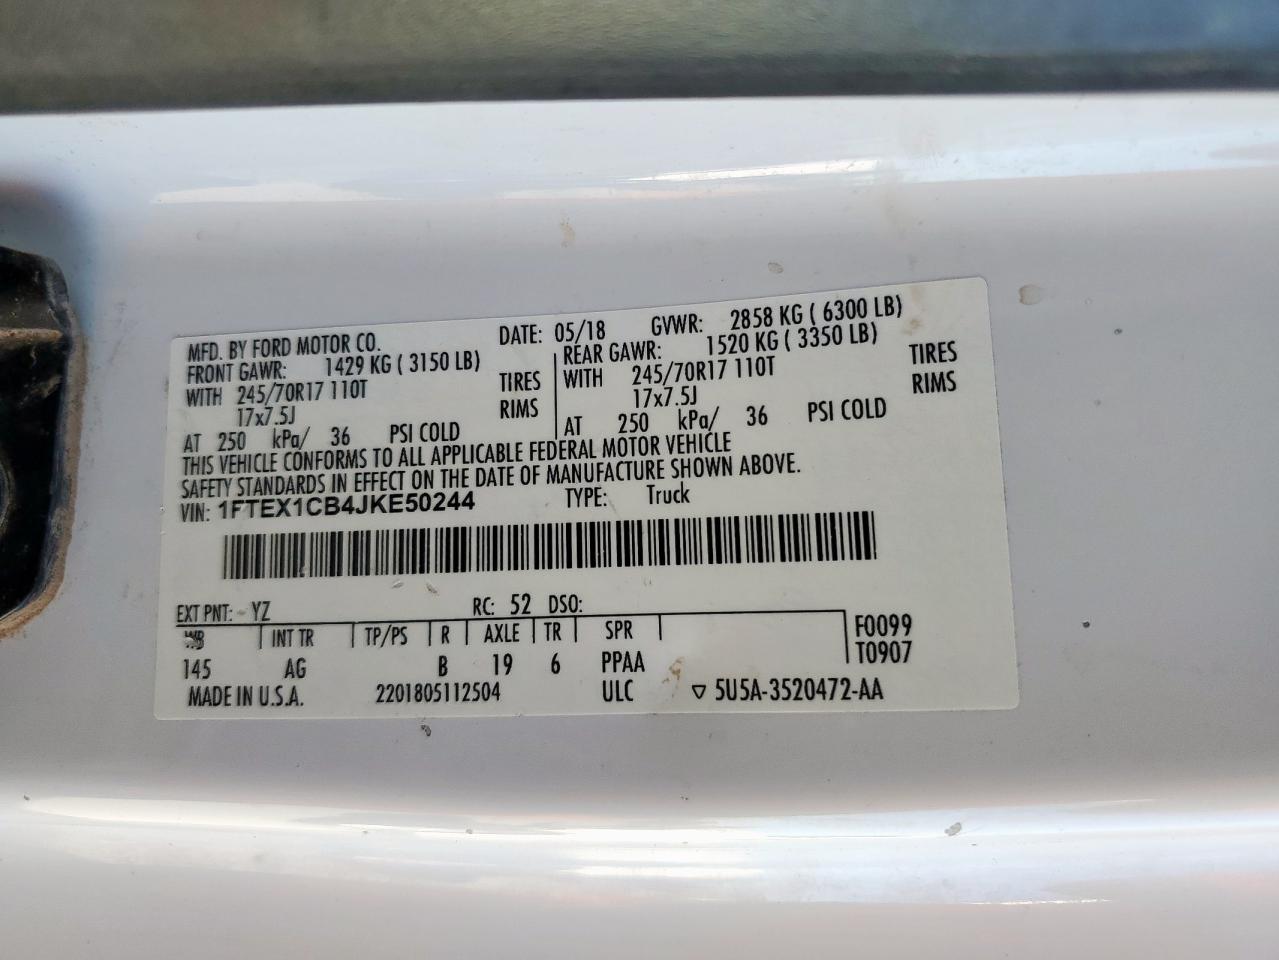 MFD. BY FORD MOTOR CO. DATE: 05/18 GVWR: 2858 KG ( 6300 LB)
FRONT GAWR: 1429 KG ( 3150 LB) REAR GAWR: 1520 KG ( 3350 LB)
WITH 245/70R17 110T TIRES WITH 245/70R17 110T TIRES
17x7.5J RIMS 17x7.5J RIMS
AT 250 kPa/ 36 PSI COLD AT 250 kPa/ 36 PSI COLD
THIS VEHICLE CONFORMS TO ALL APPLICABLE FEDERAL MOTOR VEHICLE
SAFETY STANDARDS IN EFFECT ON THE DATE OF MANUFACTURE SHOWN ABOVE.
VIN: 1FTEX1CB4JKE50244 TYPE: Truck
EXT PNT: YZ RC: 52 DSO:
WB INT TR TP/PS R AXLE TR SPR F0099
145 AG B 19 6 PPAA T0907
MADE IN U.S.A. 2201805112504 ULC 5U5A-3520472-AA